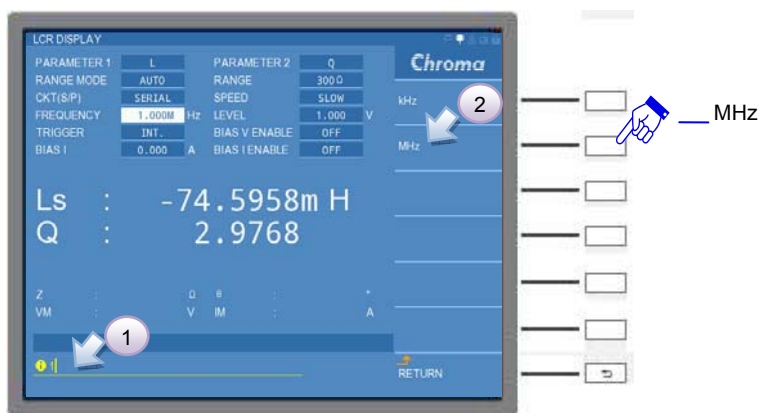 LCR DISPLAY
PARAMETER 1 L PARAMETER 2 Q
RANGE MODE AUTO RANGE 300 Ω
CKT(S/P) SERIAL SPEED SLOW
FREQUENCY 1.000M Hz LEVEL 1.000 V
TRIGGER INT. BIAS V ENABLE OFF
BIAS I 0.000 A BIAS I ENABLE OFF
Ls : -74.5958m H
Q : 2.9768
Z : Ω θ : °
VM : V IM : A
1
1
Chroma
kHz
2
MHz
RETURN
MHz